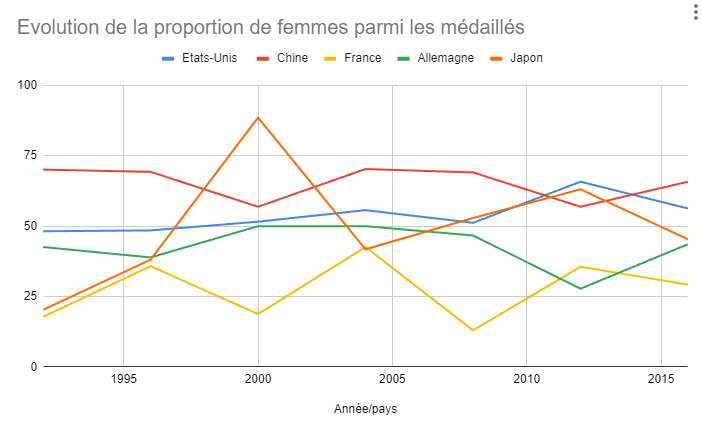 Evolution de la proportion de femmes parmi les médaillés
Etats-Unis Chine France Allemagne Japon
100
75
50
25
0
1995 2000 2005 2010 2015
Année/pays